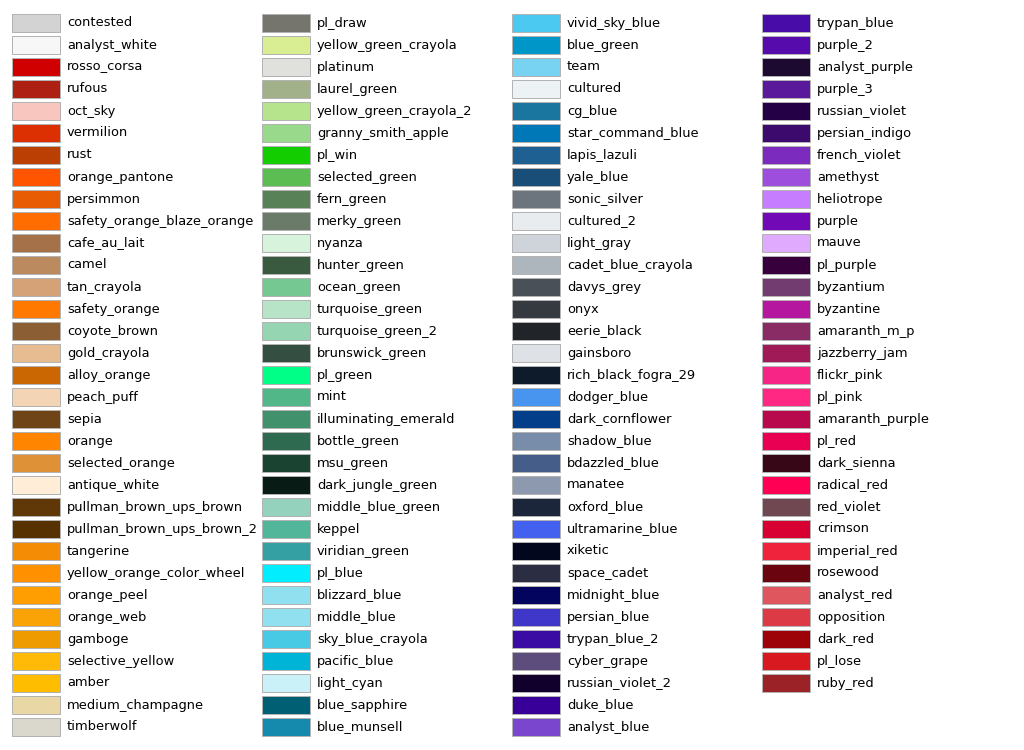 contested
analyst_white
rosso_corsa
rufous
oct_sky
vermilion
rust
orange_pantone
persimmon
safety_orange_blaze_orange
cafe_au_lait
camel
tan_crayola
safety_orange
coyote_brown
gold_crayola
alloy_orange
peach_puff
sepia
orange
selected_orange
antique_white
pullman_brown_ups_brown
pullman_brown_ups_brown_2
tangerine
yellow_orange_color_wheel
orange_peel
orange_web
gamboge
selective_yellow
amber
medium_champagne
timberwolf
pl_draw
yellow_green_crayola
platinum
laurel_green
yellow_green_crayola_2
granny_smith_apple
pl_win
selected_green
fern_green
merky_green
nyanza
hunter_green
ocean_green
turquoise_green
turquoise_green_2
brunswick_green
pl_green
mint
illuminating_emerald
bottle_green
msu_green
dark_jungle_green
middle_blue_green
keppel
viridian_green
pl_blue
blizzard_blue
middle_blue
sky_blue_crayola
pacific_blue
light_cyan
blue_sapphire
blue_munsell
vivid_sky_blue
blue_green
team
cultured
cg_blue
star_command_blue
lapis_lazuli
yale_blue
sonic_silver
cultured_2
light_gray
cadet_blue_crayola
davys_grey
onyx
eerie_black
gainsboro
rich_black_fogra_29
dodger_blue
dark_cornflower
shadow_blue
bdazzled_blue
manatee
oxford_blue
ultramarine_blue
xiketic
space_cadet
midnight_blue
persian_blue
trypan_blue_2
cyber_grape
russian_violet_2
duke_blue
analyst_blue
trypan_blue
purple_2
analyst_purple
purple_3
russian_violet
persian_indigo
french_violet
amethyst
heliotrope
purple
mauve
pl_purple
byzantium
byzantine
amaranth_m_p
jazzberry_jam
flickr_pink
pl_pink
amaranth_purple
pl_red
dark_sienna
radical_red
red_violet
crimson
imperial_red
rosewood
analyst_red
opposition
dark_red
pl_lose
ruby_red